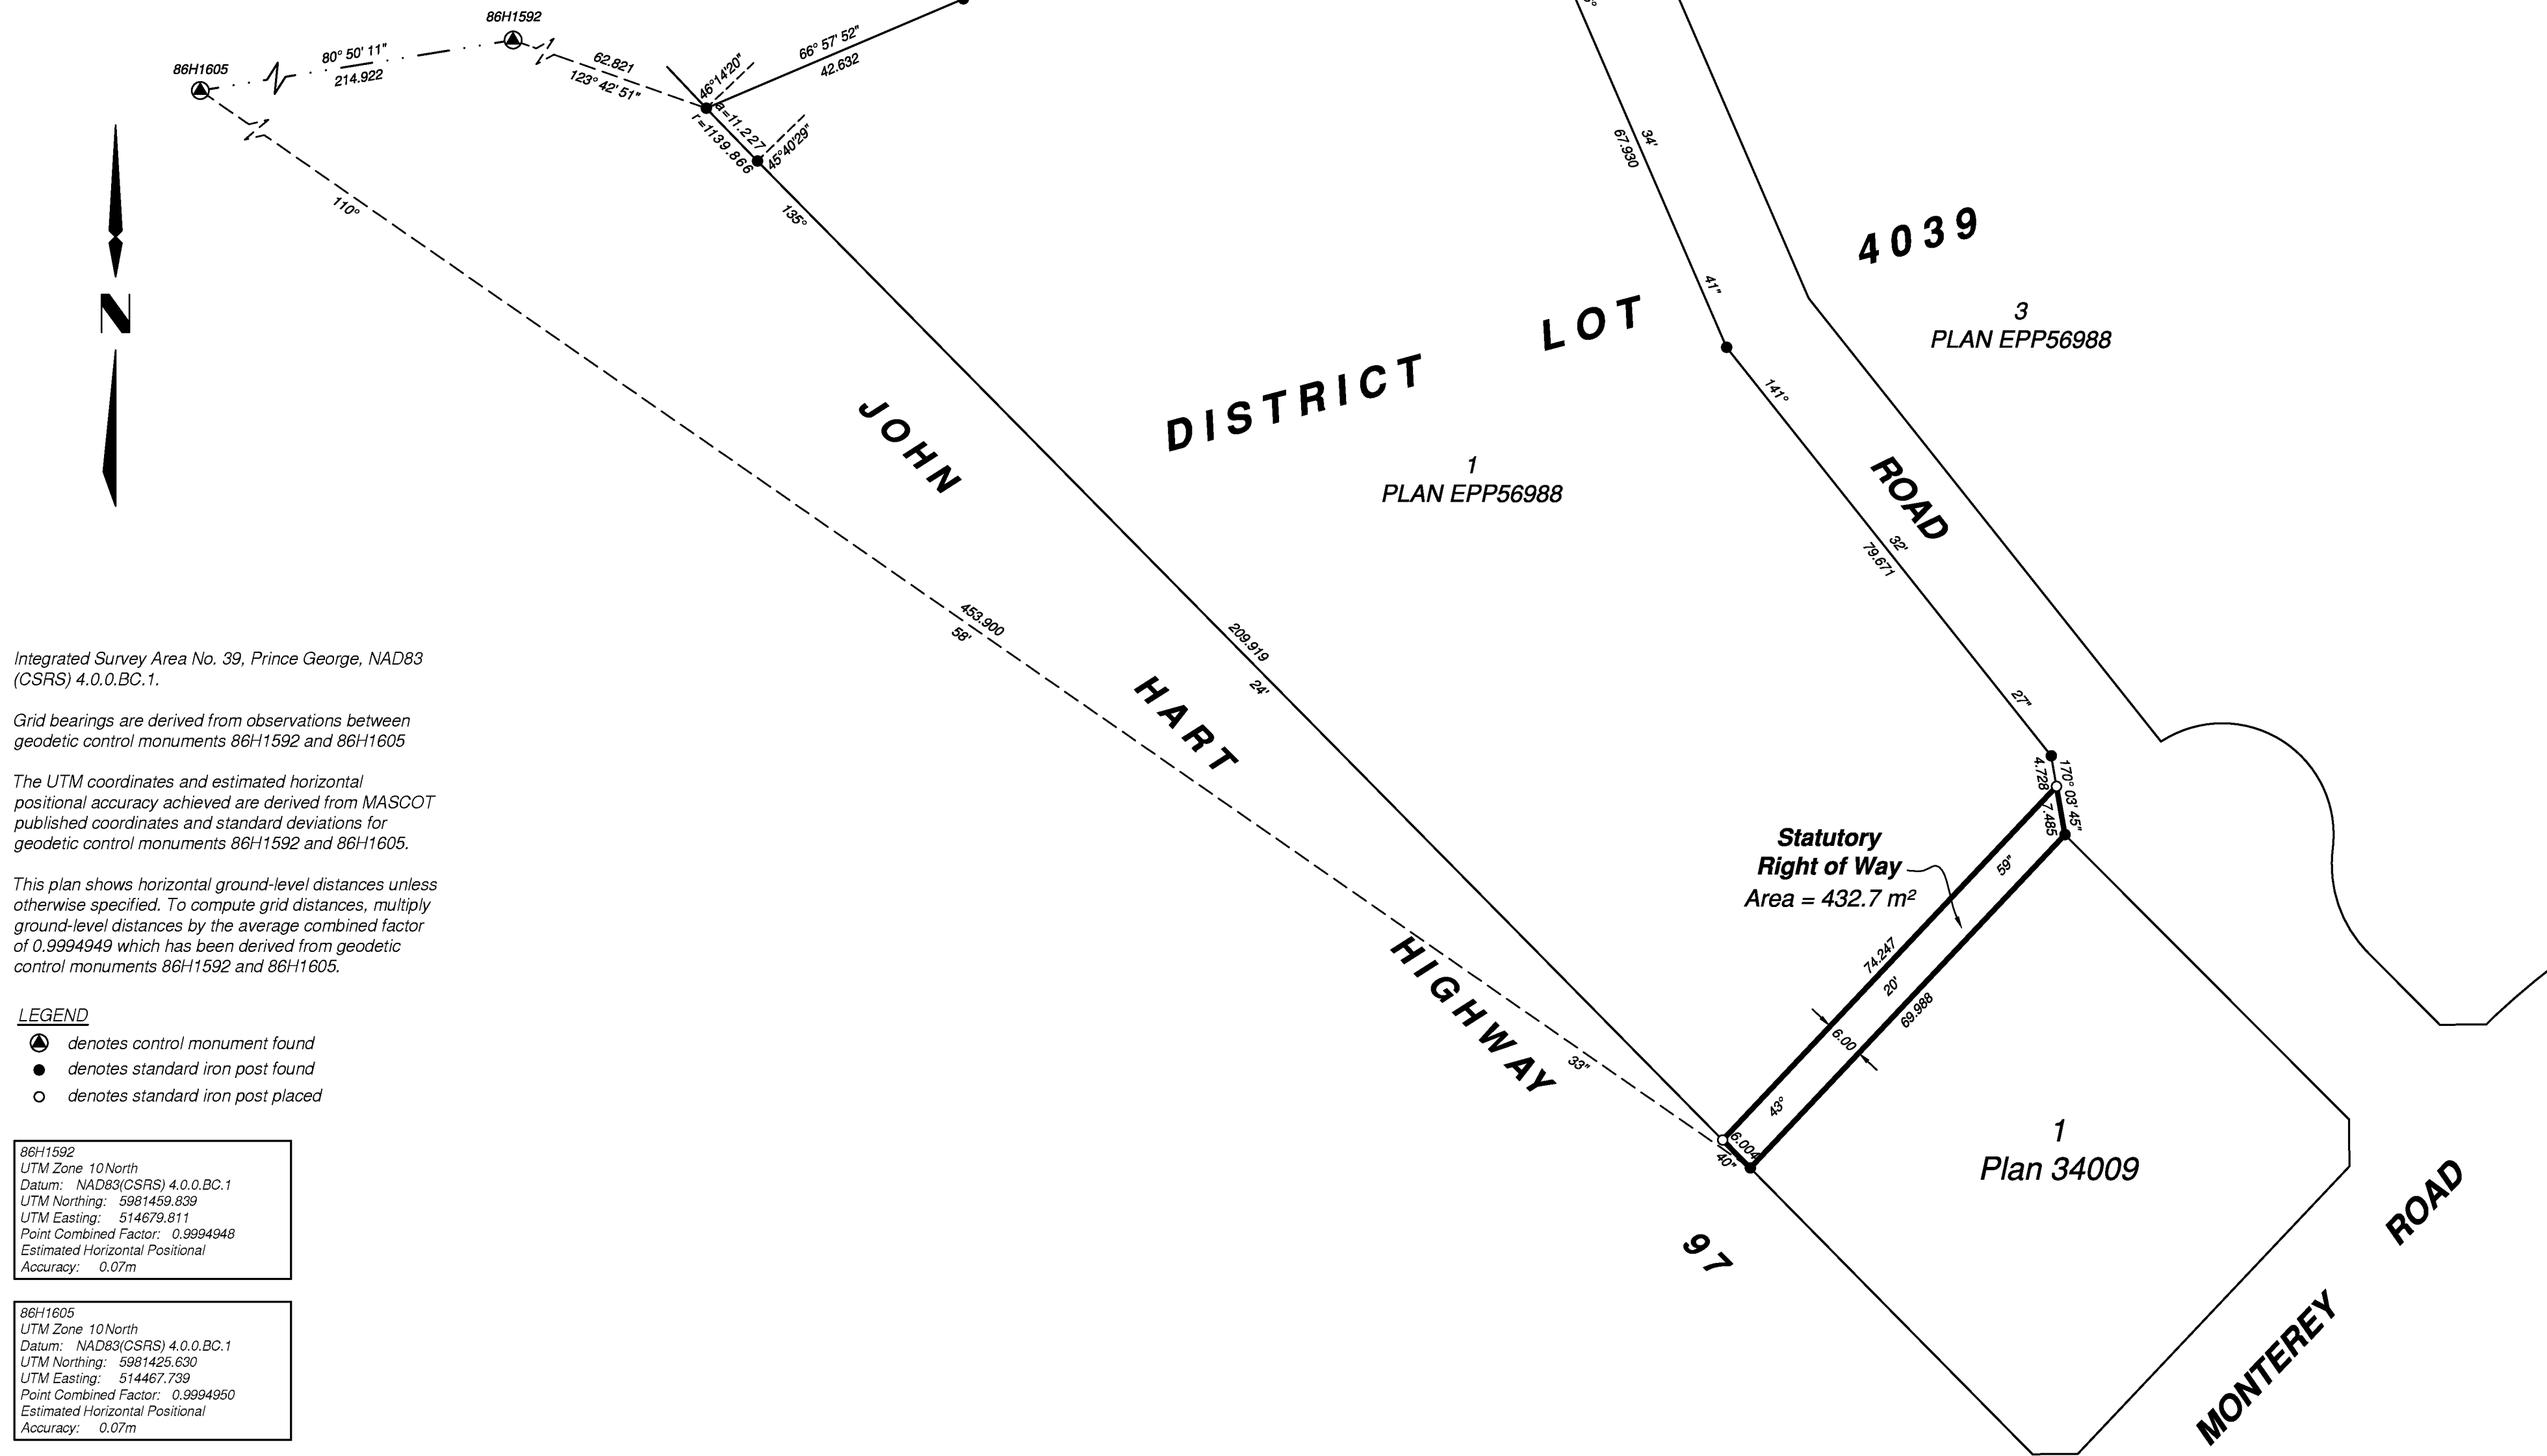 86H1592
86H1605
80° 50' 11"
214.922
62.821
123° 42' 51"
46°14'20"
66° 57' 52"
42.632
a=11.227
r=1139.866
45°40'29"
135°
110°
N
34'
67.930
41"
4039
3
PLAN EPP56988
DISTRICT LOT
1
PLAN EPP56988
141°
ROAD
32'
79.671
27"
JOHN
HART
HIGHWAY
97
453.900
58'
33"
209.919
24'
40"
170° 03' 45"
4.728
7.485
Statutory
Right of Way
Area = 432.7 m²
59"
74.247
20'
69.988
6.00
43°
6.004
1
Plan 34009
MONTEREY ROAD
Integrated Survey Area No. 39, Prince George, NAD83
(CSRS) 4.0.0.BC.1.
Grid bearings are derived from observations between
geodetic control monuments 86H1592 and 86H1605
The UTM coordinates and estimated horizontal
positional accuracy achieved are derived from MASCOT
published coordinates and standard deviations for
geodetic control monuments 86H1592 and 86H1605.
This plan shows horizontal ground-level distances unless
otherwise specified. To compute grid distances, multiply
ground-level distances by the average combined factor
of 0.9994949 which has been derived from geodetic
control monuments 86H1592 and 86H1605.
LEGEND
denotes control monument found
denotes standard iron post found
denotes standard iron post placed
86H1592
UTM Zone 10 North
Datum: NAD83(CSRS) 4.0.0.BC.1
UTM Northing: 5981459.839
UTM Easting: 514679.811
Point Combined Factor: 0.9994948
Estimated Horizontal Positional
Accuracy: 0.07m
86H1605
UTM Zone 10 North
Datum: NAD83(CSRS) 4.0.0.BC.1
UTM Northing: 5981425.630
UTM Easting: 514467.739
Point Combined Factor: 0.9994950
Estimated Horizontal Positional
Accuracy: 0.07m